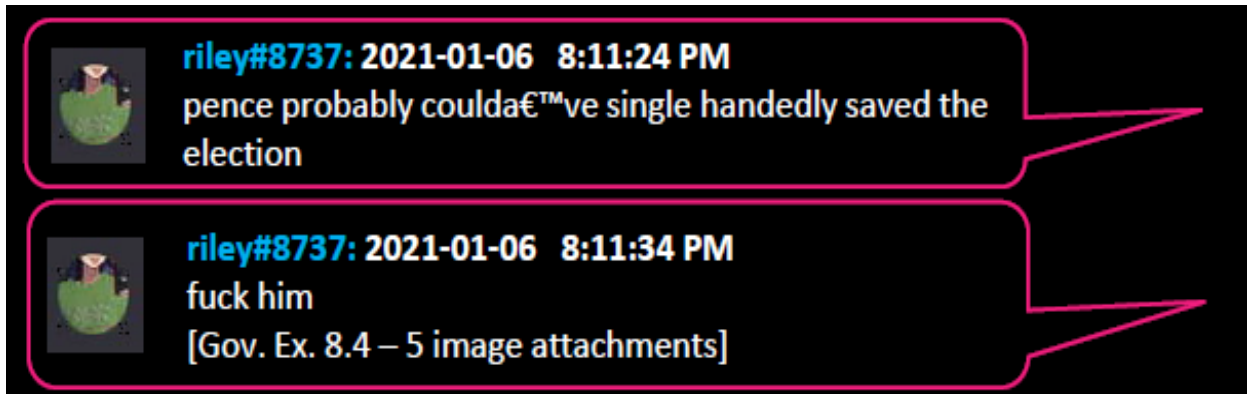 riley#8737: 2021-01-06 8:11:24 PM
pence probably coulda€™ve single handedly saved the
election
riley#8737: 2021-01-06 8:11:34 PM
fuck him
[Gov. Ex. 8.4 – 5 image attachments]